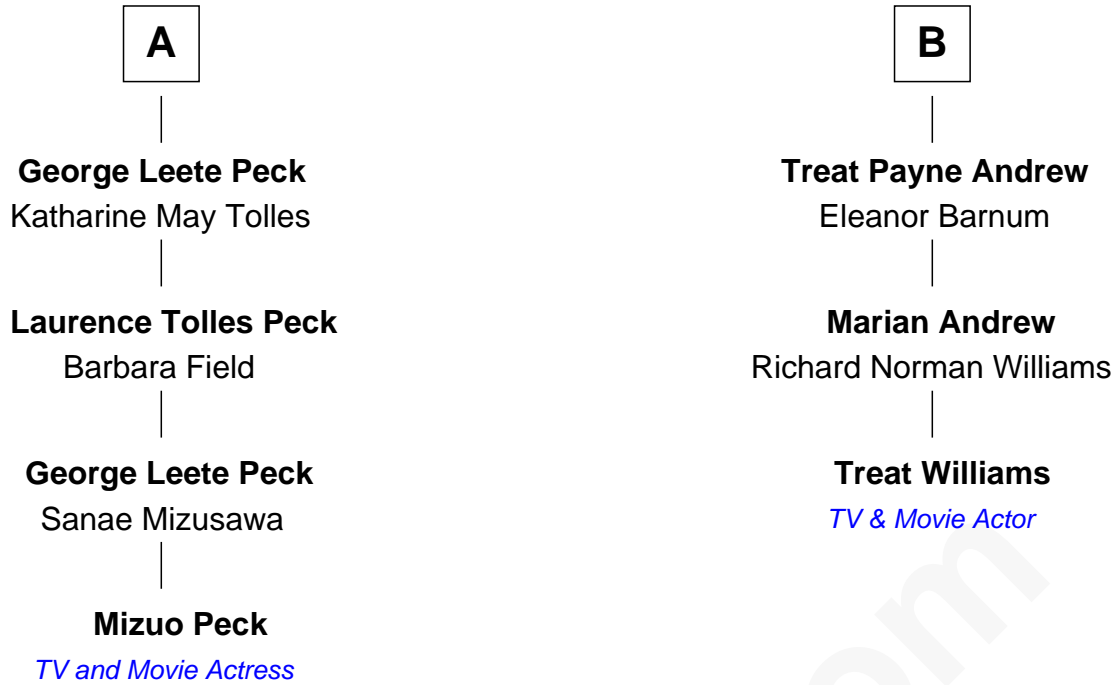 A
George Leete Peck
Katharine May Tolles
Laurence Tolles Peck
Barbara Field
George Leete Peck
Sanae Mizusawa
Mizuo Peck
TV and Movie Actress
B
Treat Payne Andrew
Eleanor Barnum
Marian Andrew
Richard Norman Williams
Treat Williams
TV & Movie Actor
om